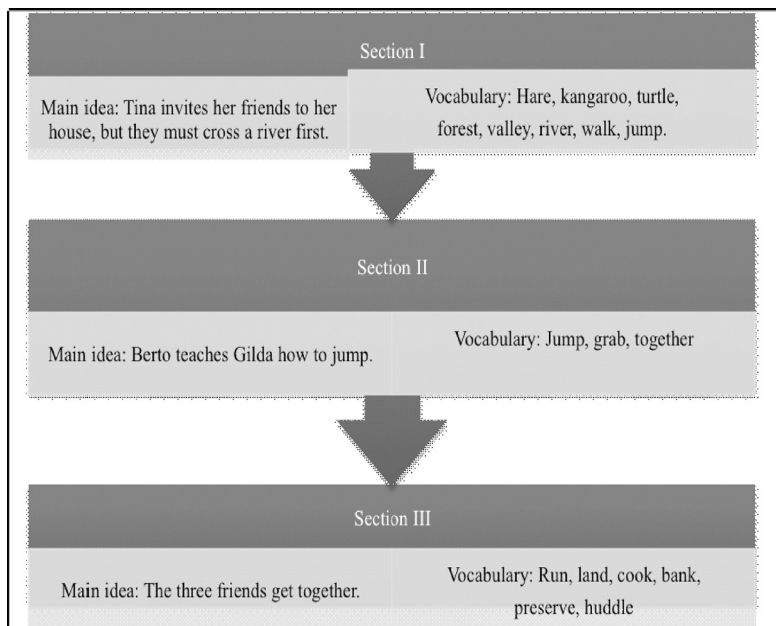 Section I
Main idea: Tina invites her friends to her
house, but they must cross a river first.
Vocabulary: Hare, kangaroo, turtle,
forest, valley, river, walk, jump.
Section II
Main idea: Berto teaches Gilda how to jump.
Vocabulary: Jump, grab, together
Section III
Main idea: The three friends get together.
Vocabulary: Run, land, cook, bank,
preserve, huddle